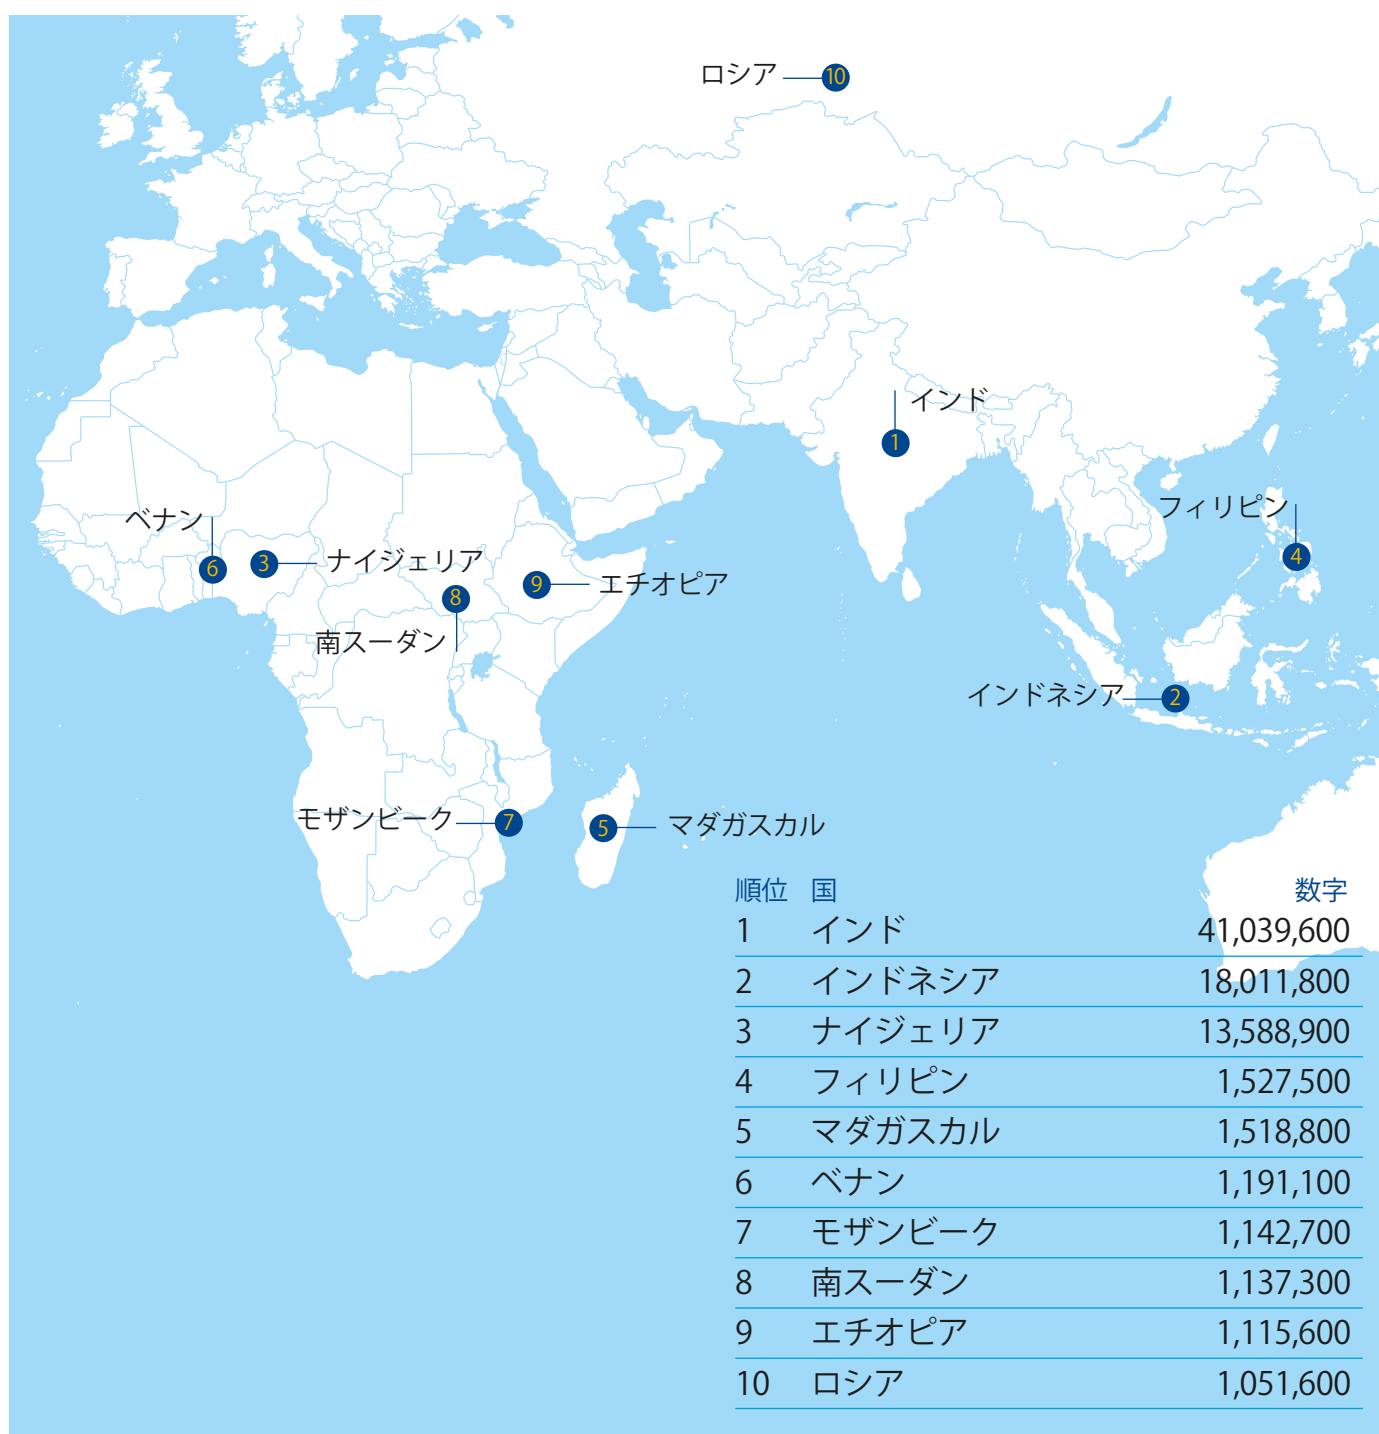 ロシア
10
インド
1
フィリピン
4
ベナン
6
3
ナイジェリア
9
エチオピア
8
南スーダン
インドネシア
2
モザンビーク
7
5
マダガスカル
順位 国 数字
1 インド 41,039,600
2 インドネシア 18,011,800
3 ナイジェリア 13,588,900
4 フィリピン 1,527,500
5 マダガスカル 1,518,800
6 ベナン 1,191,100
7 モザンビーク 1,142,700
8 南スーダン 1,137,300
9 エチオピア 1,115,600
10 ロシア 1,051,600